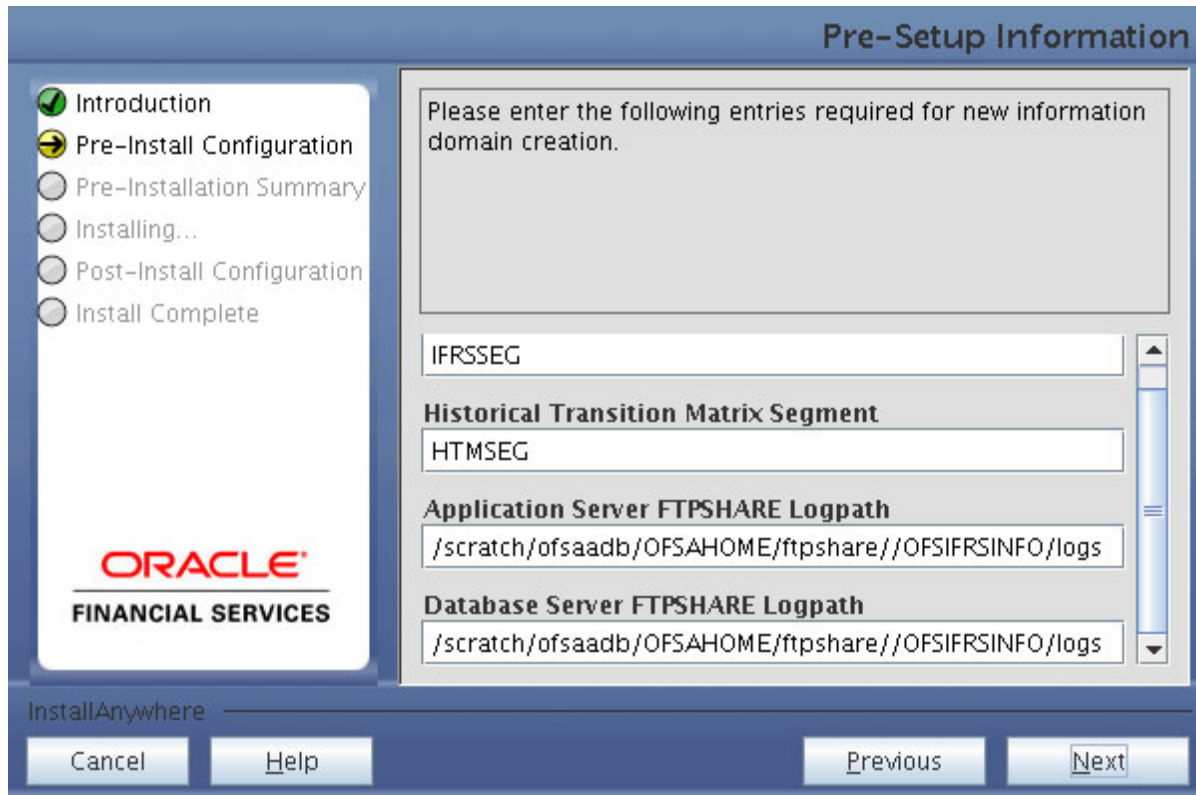 Pre-Setup Information
Introduction
Pre-Install Configuration
Pre-Installation Summary
Installing...
Post-Install Configuration
Install Complete
ORACLE
FINANCIAL SERVICES
Please enter the following entries required for new information
domain creation.
IFRSSEG
Historical Transition Matrix Segment
HTMSEG
Application Server FTPSHARE Logpath
/scratch/ofsaadb/OFSAHOME/ftpshare//OFSIFRSINFO/logs
Database Server FTPSHARE Logpath
/scratch/ofsaadb/OFSAHOME/ftpshare//OFSIFRSINFO/logs
InstallAnywhere
Cancel
Help
Previous
Next